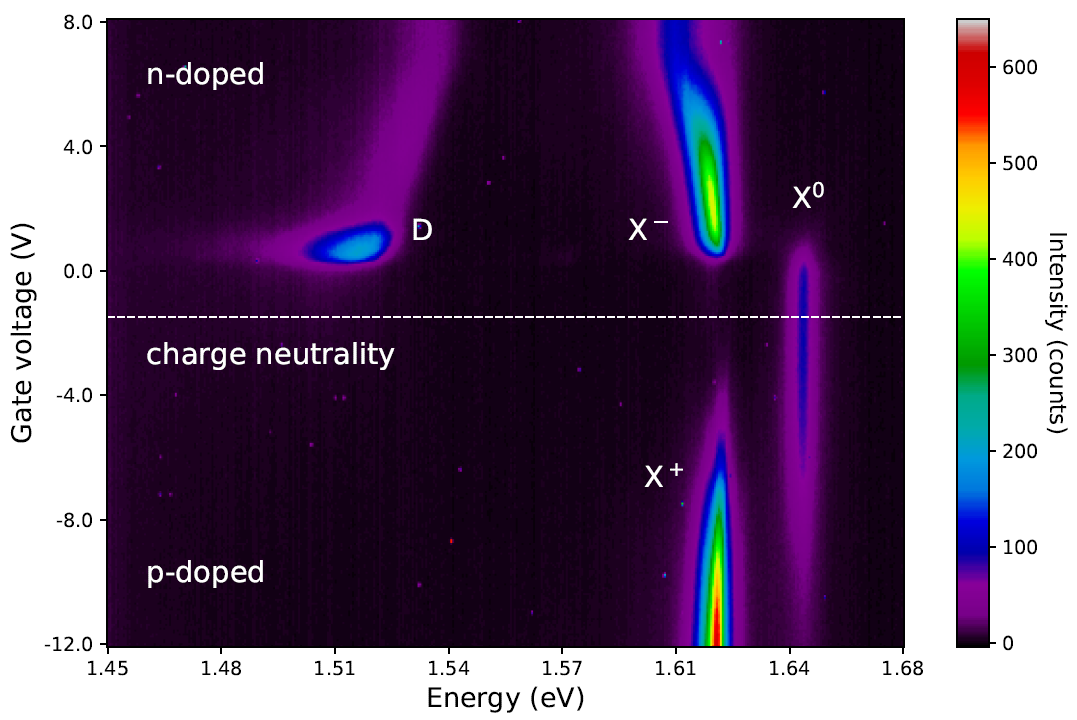 8.0
4.0
0.0
-4.0
-8.0
-12.0
Gate voltage (V)
n-doped
D
X⁻
X⁰
charge neutrality
X⁺
p-doped
1.45 1.48 1.51 1.54 1.57 1.61 1.64 1.68
Energy (eV)
600
500
400
300
200
100
0
Intensity (counts)